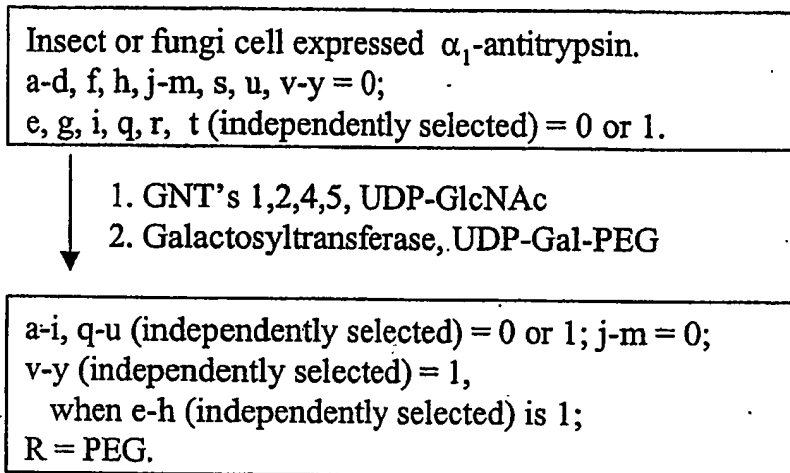 Insect or fungi cell expressed α₁-antitrypsin.
a-d, f, h, j-m, s, u, v-y = 0;
e, g, i, q, r, t (independently selected) = 0 or 1.
1. GNT's 1,2,4,5, UDP-GlcNAc
2. Galactosyltransferase, UDP-Gal-PEG
a-i, q-u (independently selected) = 0 or 1; j-m = 0;
v-y (independently selected) = 1,
when e-h (independently selected) is 1;
R = PEG.